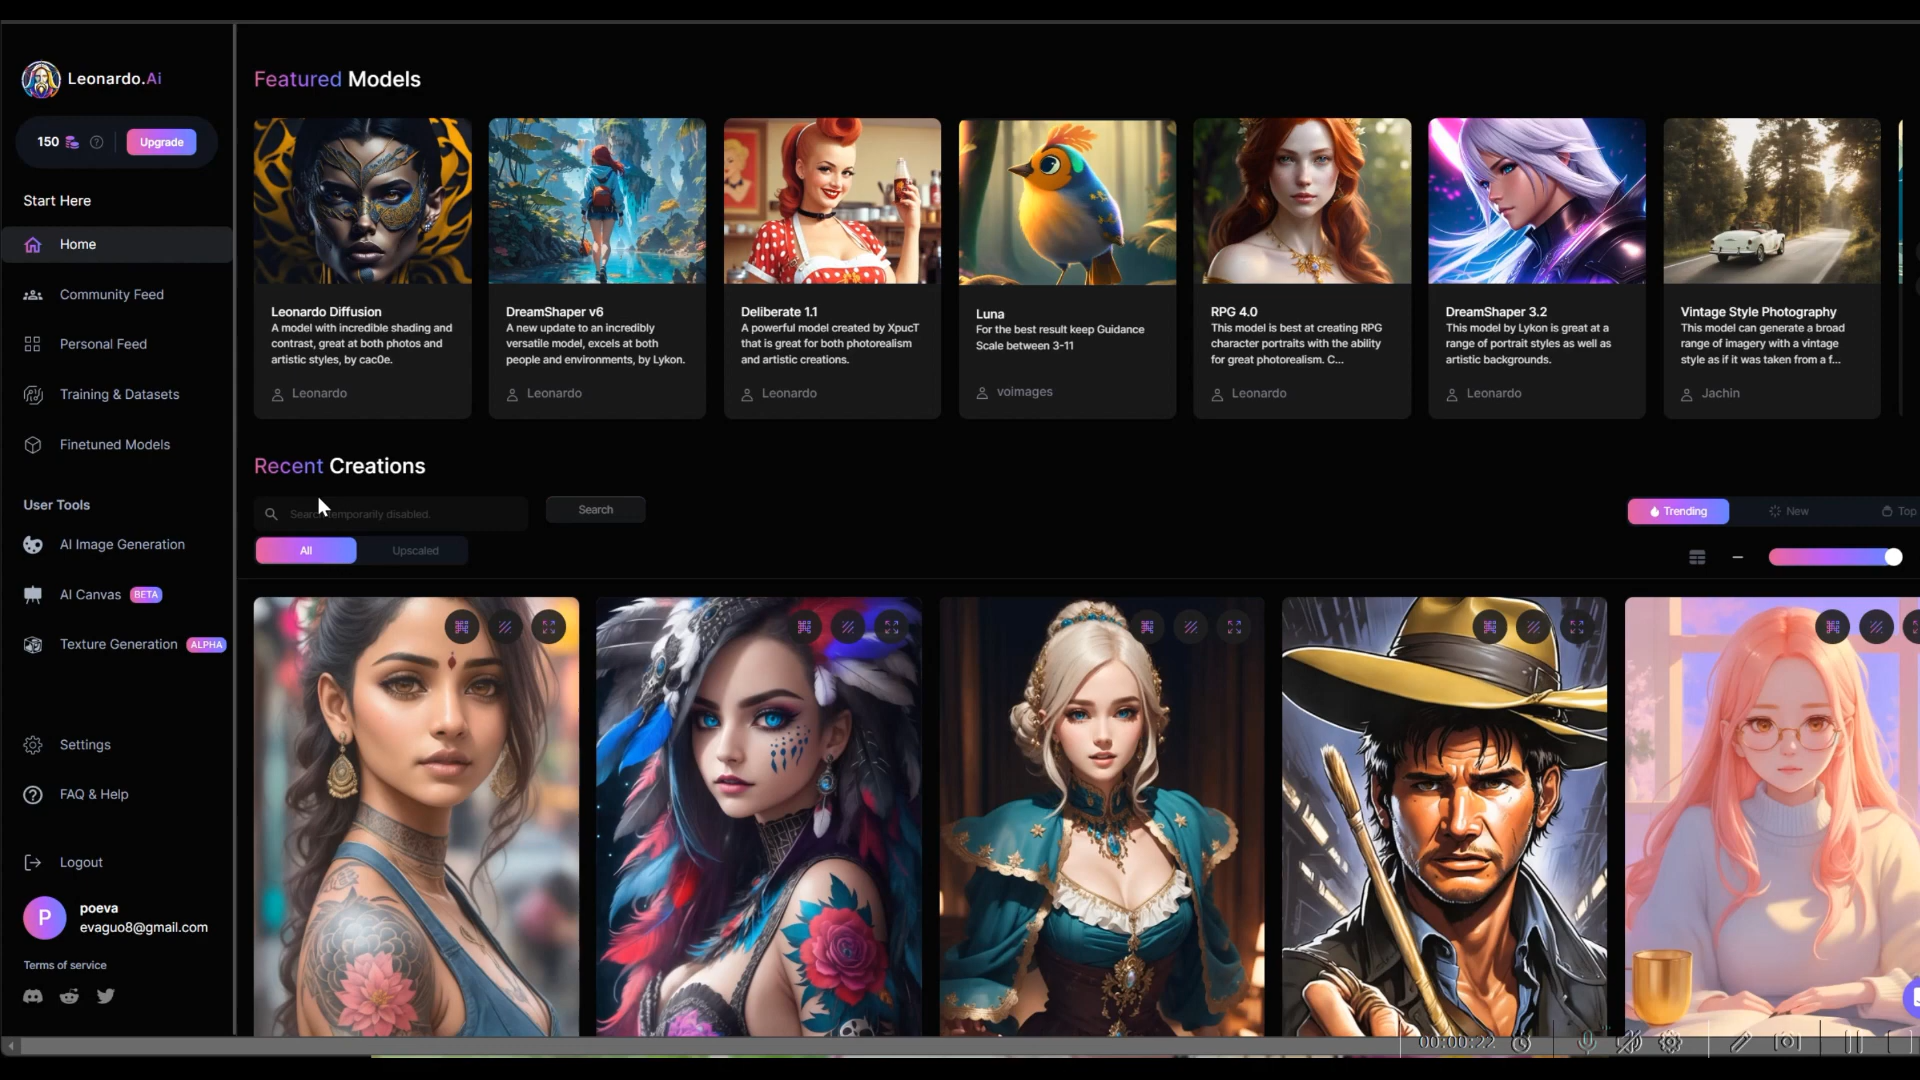 Leonardo.Ai
150
Upgrade
Start Here
Home
Community Feed
Personal Feed
Training & Datasets
Finetuned Models
User Tools
AI Image Generation
AI Canvas BETA
Texture Generation ALPHA
Settings
FAQ & Help
Logout
P
poeva
evaguo8@gmail.com
Terms of service
Featured Models
Leonardo Diffusion
A model with incredible shading and
contrast, great at both photos and
artistic styles, by cac0e.
Leonardo
DreamShaper v6
A new update to an incredibly
versatile model, excels at both
people and environments, by Lykon.
Leonardo
Deliberate 1.1
A powerful model created by XpucT
that is great for both photorealism
and artistic creations.
Leonardo
Luna
For the best result keep Guidance
Scale between 3-11
voimages
RPG 4.0
This model is best at creating RPG
character portraits with the ability
for great photorealism. C...
Leonardo
DreamShaper 3.2
This model by Lykon is great at a
range of portrait styles as well as
artistic backgrounds.
Leonardo
Vintage Style Photography
This model can generate a broad
range of imagery with a vintage
style as if it was taken from a f...
Jachin
Recent Creations
temporarily disabled.
Search
Trending
New
Top
All
Upscaled
00:00:22